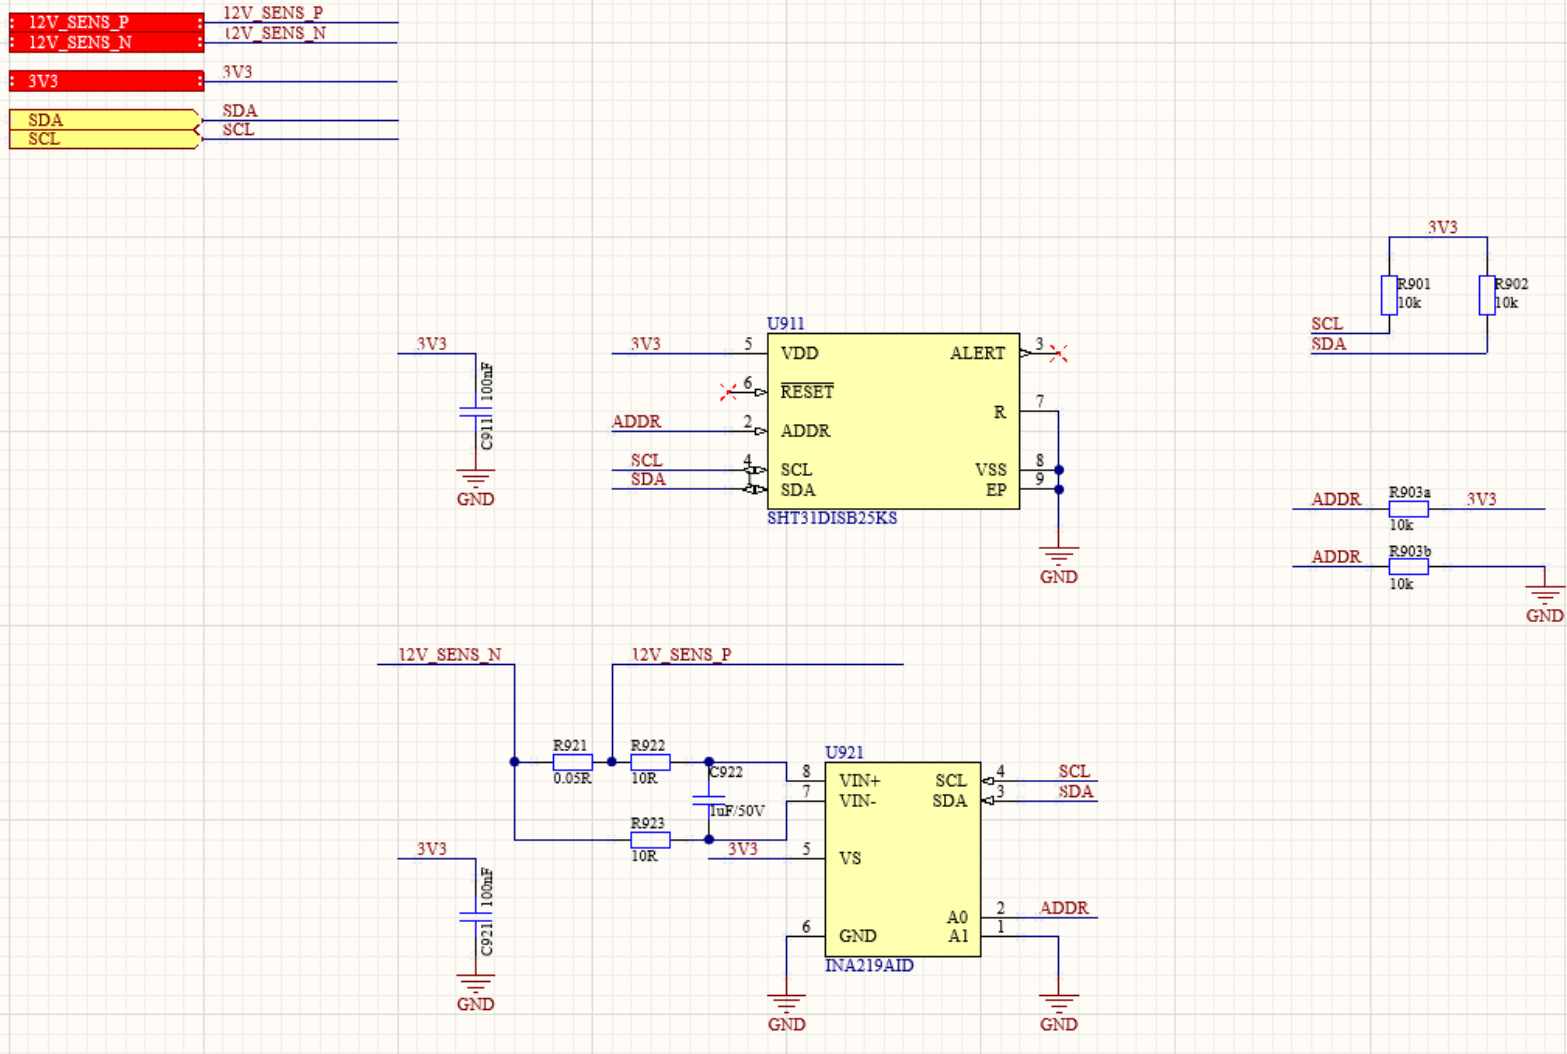 12V_SENS_P
12V_SENS_N
12V_SENS_P
12V_SENS_N
3V3
3V3
SDA
SCL
SDA
SCL
3V3
R901
10k
R902
10k
SCL
SDA
3V3
100nF
C911
GND
U911
3V3
5
VDD
6
RESET
ADDR
2
ADDR
SCL
4
SCL
SDA
1
SDA
ALERT
3
R
7
VSS
8
EP
9
SHT31DISB25KS
GND
ADDR
R903a
10k
3V3
ADDR
R903b
10k
GND
12V_SENS_N
12V_SENS_P
R921
0.05R
R922
10R
C922
1uF/50V
R923
10R
3V3
100nF
C921
GND
U921
8
VIN+
7
VIN-
3V3
5
VS
6
GND
SCL
4
SCL
SDA
3
SDA
A0
2
ADDR
A1
1
INA219AID
GND
GND